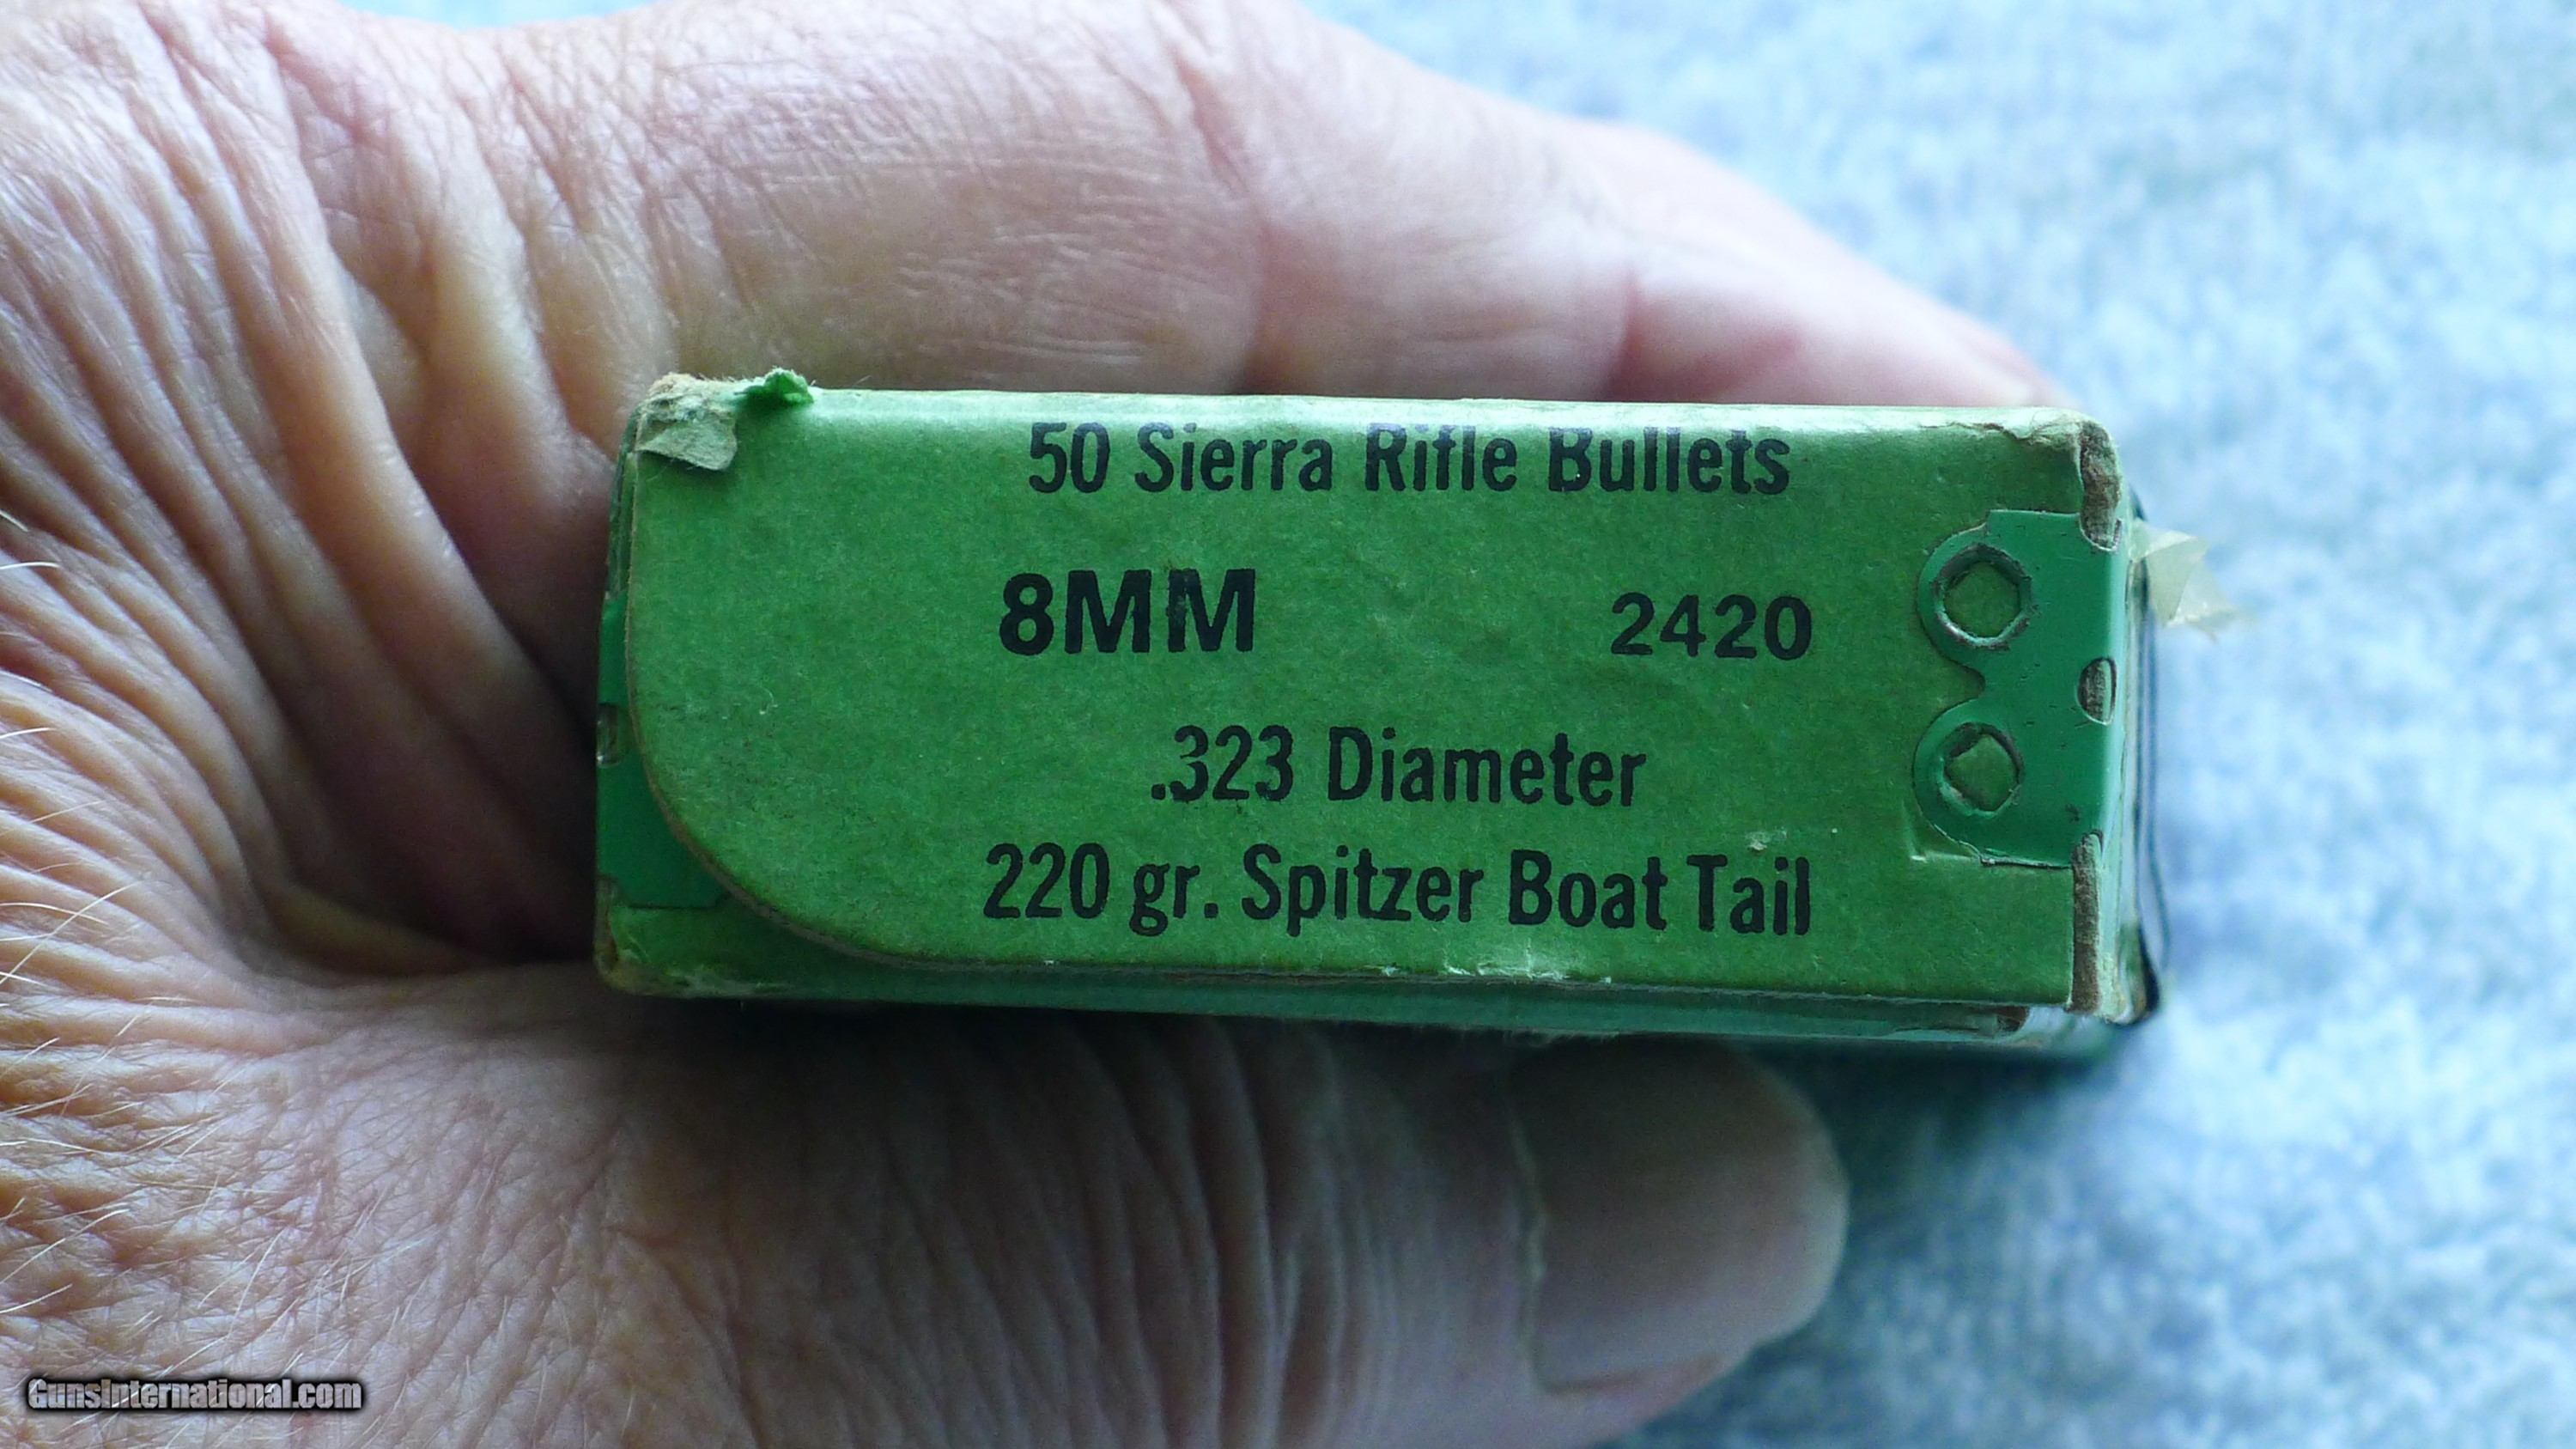 50 Sierra Rifle Bullets
8MM 2420
.323 Diameter
220 gr. Spitzer Boat Tail
GunsInternational.com